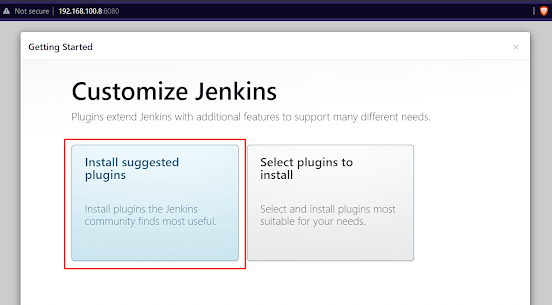 Not secure | 192.168.100.8:8080
Getting Started ×
Customize Jenkins
Plugins extend Jenkins with additional features to support many different needs.
Install suggested
plugins
Install plugins the Jenkins
community finds most useful.
Select plugins to
install
Select and install plugins most
suitable for your needs.